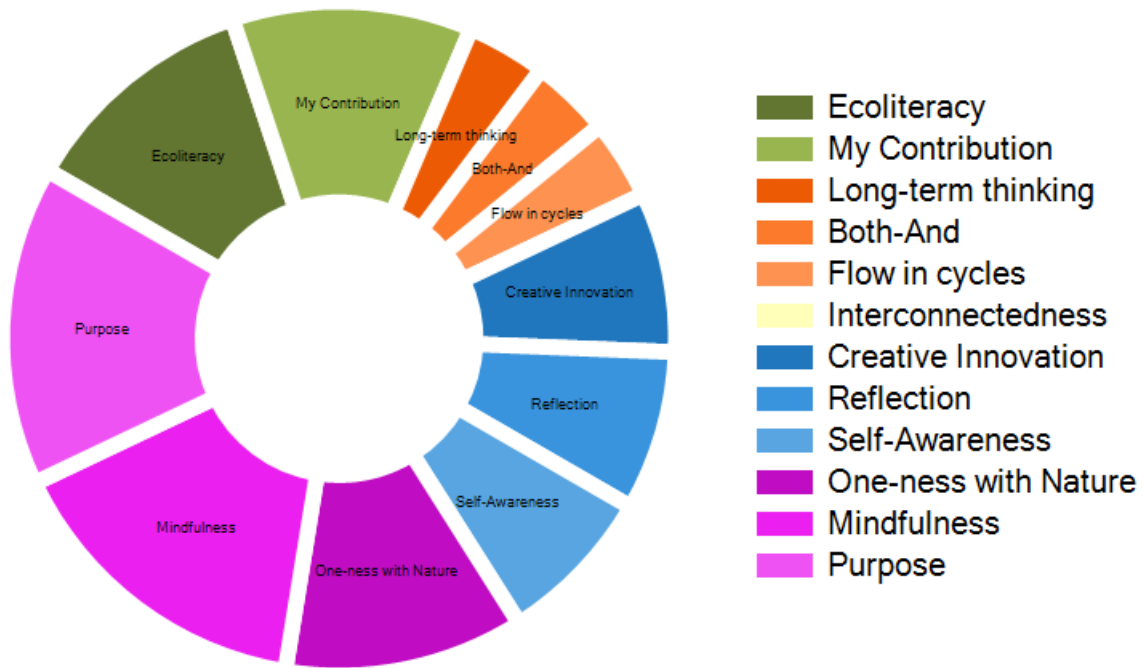 My Contribution
Long-term thinking
Ecoliteracy
Both-And
Flow in cycles
Creative Innovation
Purpose
Reflection
Self-Awareness
Mindfulness
One-ness with Nature
Ecoliteracy
My Contribution
Long-term thinking
Both-And
Flow in cycles
Interconnectedness
Creative Innovation
Reflection
Self-Awareness
One-ness with Nature
Mindfulness
Purpose